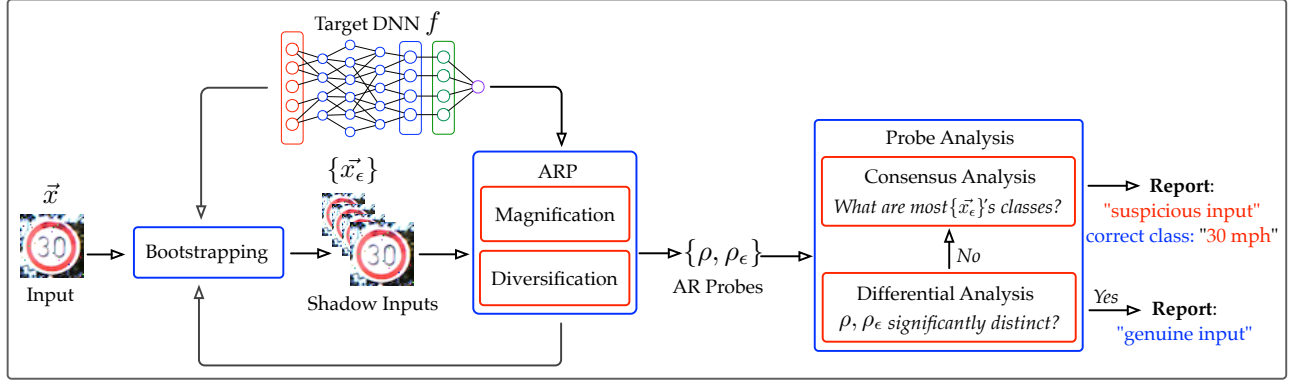 Target DNN f
{x⃗_ϵ}
x⃗
30
Input
Bootstrapping
30
Shadow Inputs
ARP
Magnification
Diversification
{ρ, ρ_ϵ}
AR Probes
Probe Analysis
Consensus Analysis
What are most{x⃗_ϵ}'s classes?
No
Differential Analysis
ρ, ρ_ϵ significantly distinct?
Report:
"suspicious input"
correct class: "30 mph"
Yes
Report:
"genuine input"